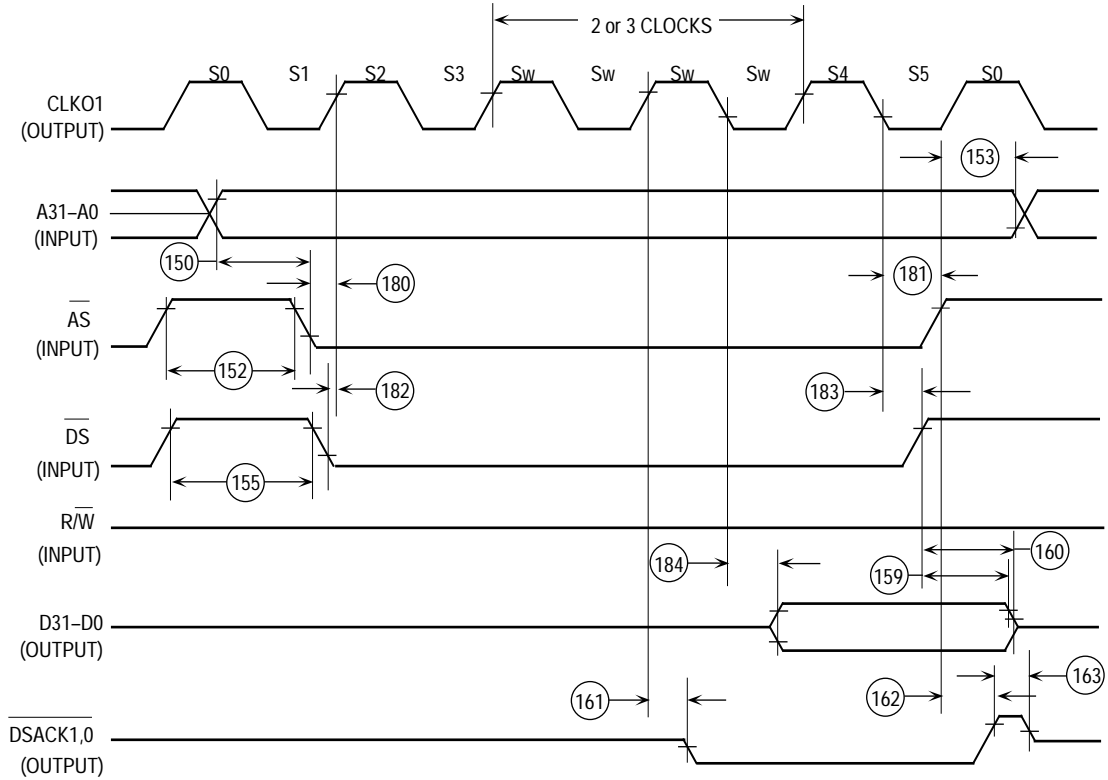 2 or 3 CLOCKS
S0 S1 S2 S3 Sw Sw Sw Sw S4 S5 S0
CLKO1
(OUTPUT)
153
A31–A0
(INPUT)
150
180
181
AS
(INPUT)
152
182
183
DS
(INPUT)
155
R/W
(INPUT)
160
184
159
D31–D0
(OUTPUT)
163
161
162
DSACK1,0
(OUTPUT)